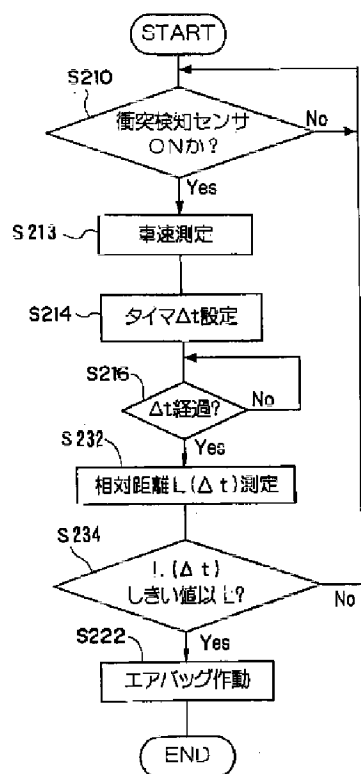 START
S210
衝突検知センサ
ONか?
No
Yes
S213
車速測定
S214
タイマΔt設定
S216
Δt経過?
No
Yes
S232
相対距離L(Δt)測定
S234
L(Δt)
しきい値以上?
No
Yes
S222
エアバッグ作動
END